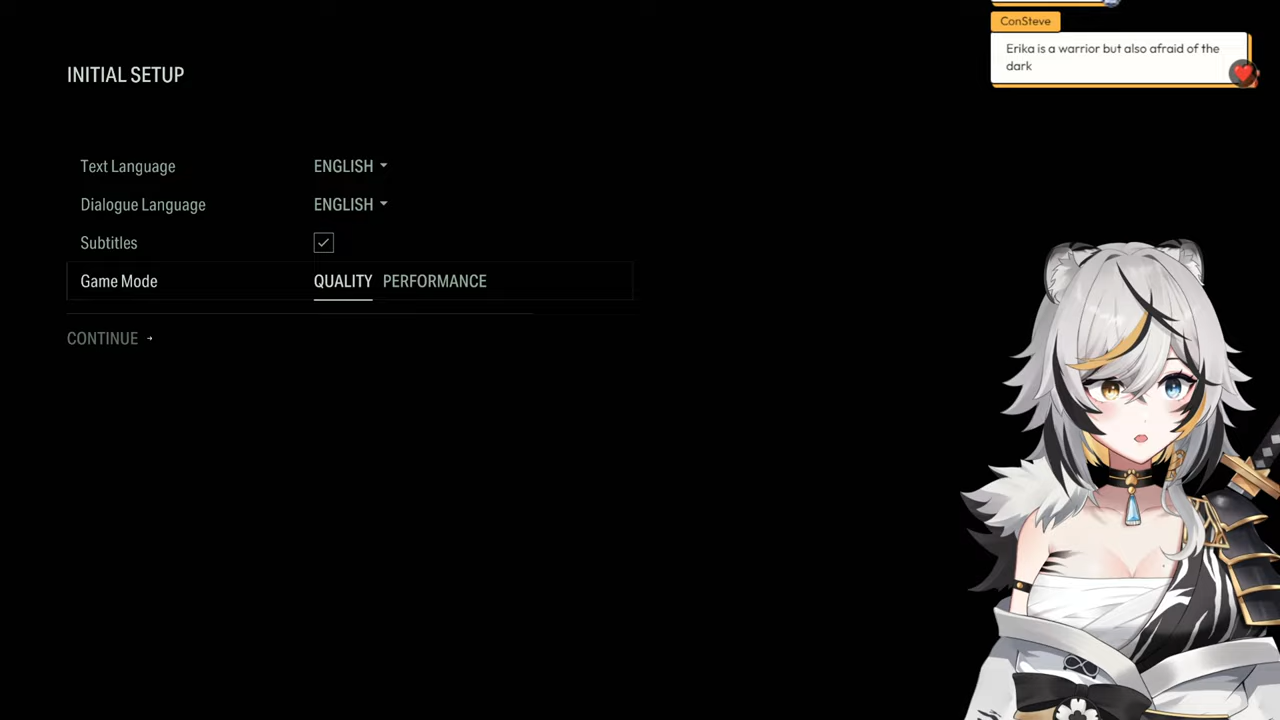 ConSteve
Erika is a warrior but also afraid of the
dark
INITIAL SETUP
Text Language ENGLISH
Dialogue Language ENGLISH
Subtitles
Game Mode QUALITY PERFORMANCE
CONTINUE